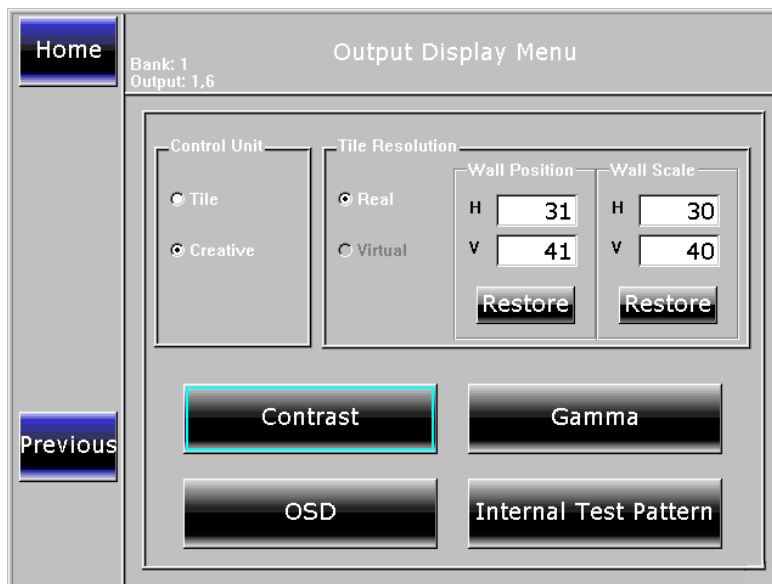 Home
Bank: 1
Output: 1,6
Output Display Menu
Control Unit
Tile
Creative
Tile Resolution
Real
Virtual
Wall Position
H 31
V 41
Restore
Wall Scale
H 30
V 40
Restore
Contrast
Gamma
Previous
OSD
Internal Test Pattern